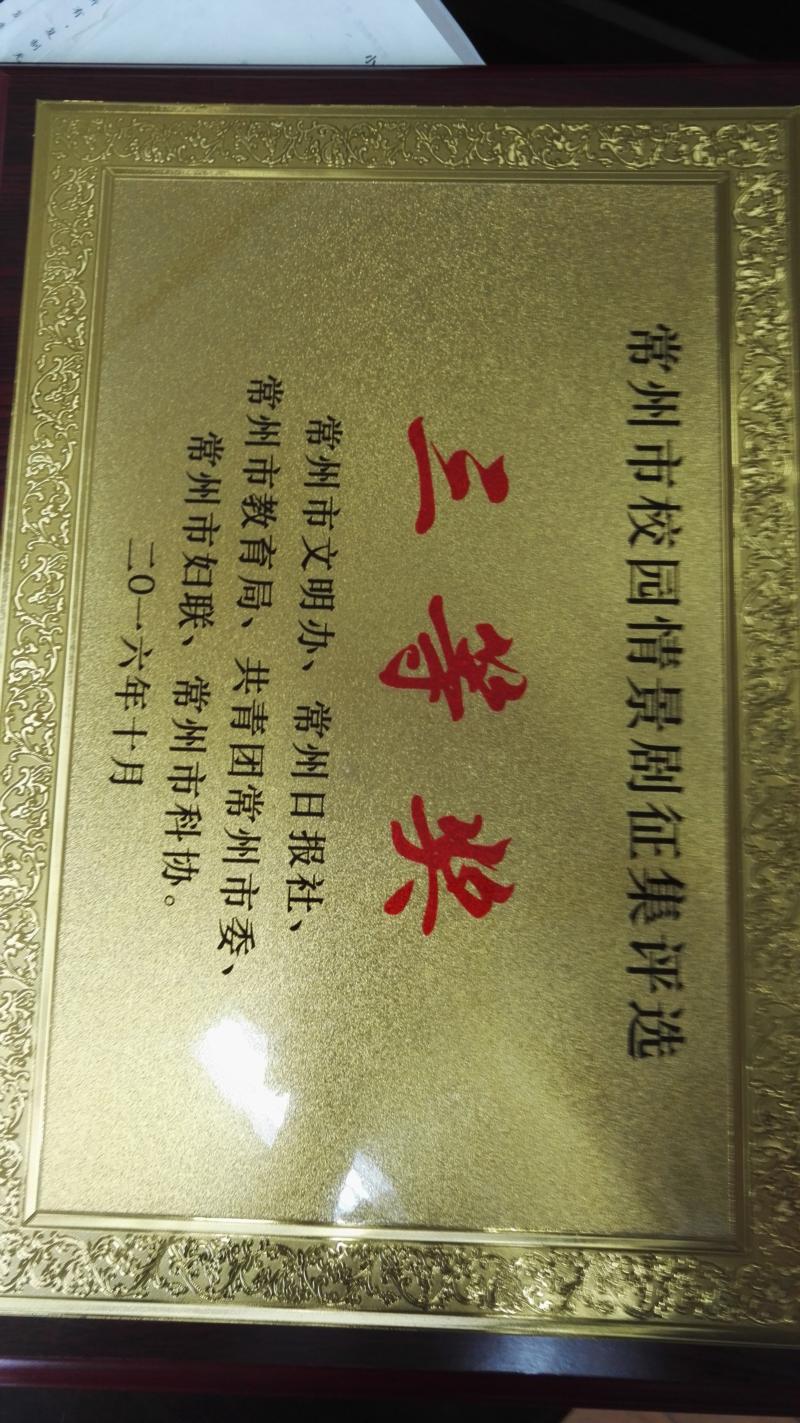 常州市校园情景剧征集评选
三等奖
常州市文明办、常州日报社、
常州市教育局、共青团常州市委、
常州市妇联、常州市科协。
二0一六年十月